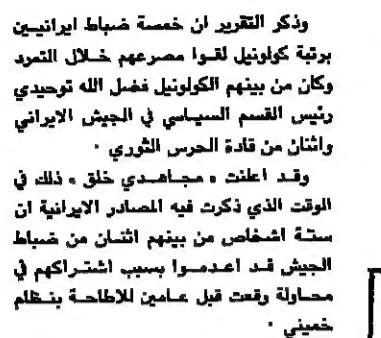 وذكر التقرير ان خمسة ضباط ايرانيين
برتبة كولونيل لقوا مصرعهم خلال التمرد
وكان من بينهم الكولونيل فضل الله توحيدي
رئيس القسم السياسي في الجيش الايراني
واثنان من قادة الحرس الثوري ٠
وقد اعلنت « مجاهدي خلق » ذلك في
الوقت الذي ذكرت فيه المصادر الايرانية ان
ستة اشخاص من بينهم اثنان من ضباط
الجيش قد اعدموا بسبب اشتراكهم في
محاولة وقعت قبل عامين للاطاحة بنظام
خميني ٠